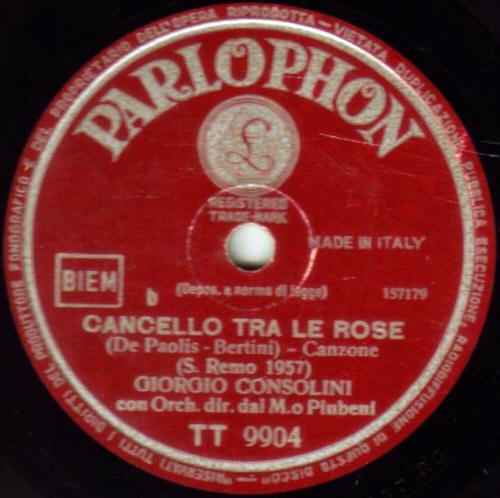 DEL PRODUTTORE FONOGRAFICO E DEL PROPRIETARIO DELL'OPERA RIPRODOTTA - VIETATA DUPLICAZIONE PUBBLICA ESECUZIONE, RADIODIFFUSIONE DI QUESTO DISCO * RISERVATI TUTTI I DIRITTI
PARLOPHON
£
REGISTERED
TRADE-MARK
MADE IN ITALY
BIEM
b
(Depos. a norma di legge)
157179
CANCELLO TRA LE ROSE
(De Paolis - Bertini) - Canzone
(S. Remo 1957)
GIORGIO CONSOLINI
con Orch. dir. dal M.o Piubeni
TT 9904